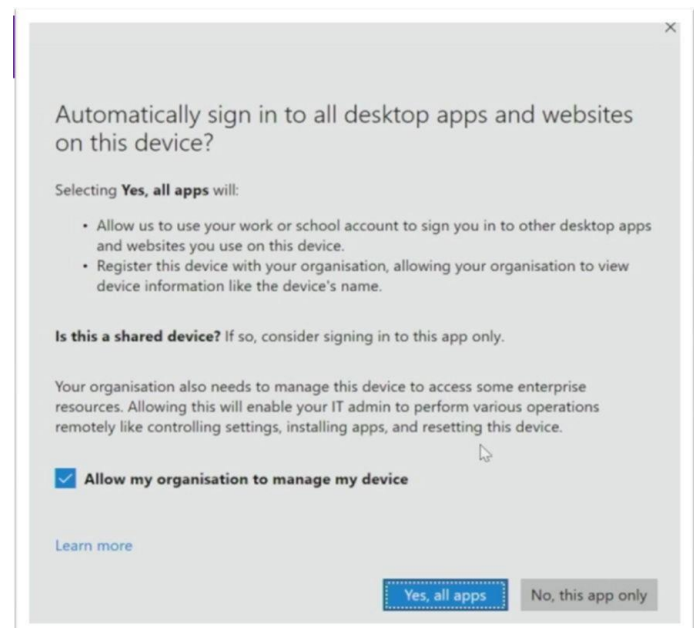 Automatically sign in to all desktop apps and websites
on this device?
Selecting Yes, all apps will:
• Allow us to use your work or school account to sign you in to other desktop apps
and websites you use on this device.
• Register this device with your organisation, allowing your organisation to view
device information like the device's name.
Is this a shared device? If so, consider signing in to this app only.
Your organisation also needs to manage this device to access some enterprise
resources. Allowing this will enable your IT admin to perform various operations
remotely like controlling settings, installing apps, and resetting this device.
Allow my organisation to manage my device
Learn more
Yes, all apps
No, this app only